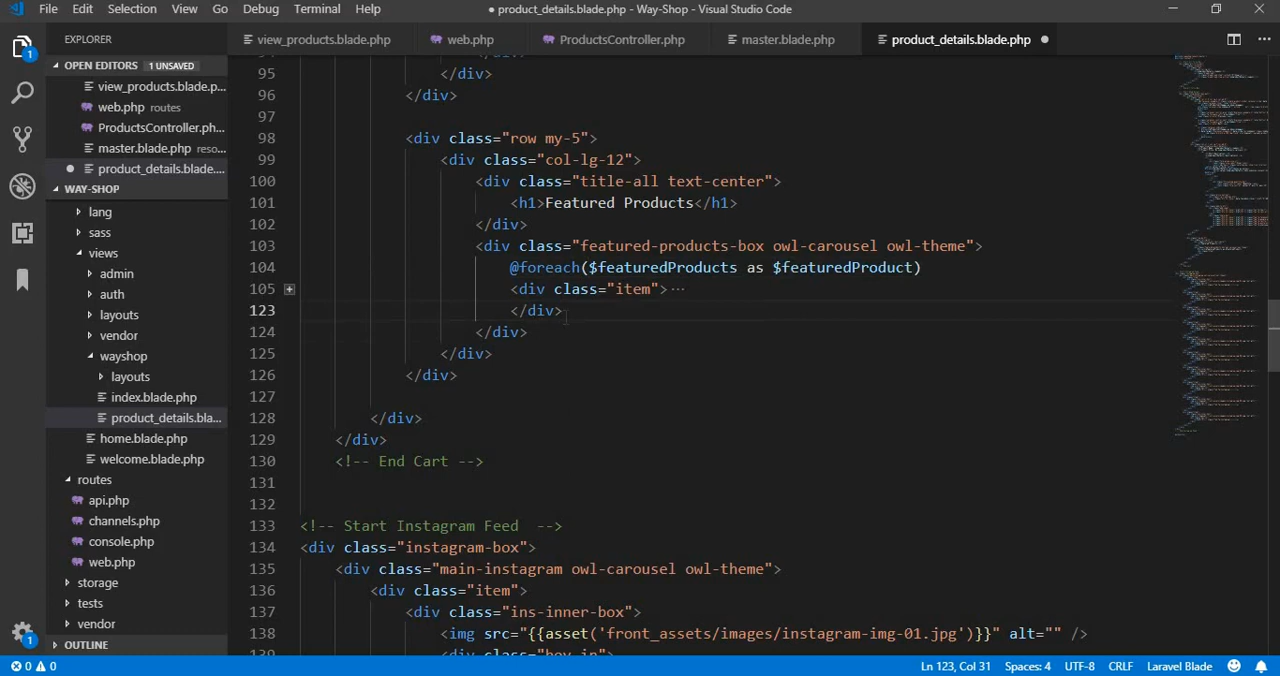 File Edit Selection View Go Debug Terminal Help
● product_details.blade.php - Way-Shop - Visual Studio Code
EXPLORER
view_products.blade.php web.php ProductsController.php master.blade.php product_details.blade.php ●
OPEN EDITORS 1 UNSAVED
view_products.blade.p...
web.php routes
ProductsController.ph...
master.blade.php reso...
product_details.blade....
WAY-SHOP
lang
sass
views
admin
auth
layouts
vendor
wayshop
layouts
index.blade.php
product_details.bla...
home.blade.php
welcome.blade.php
routes
api.php
channels.php
console.php
web.php
storage
tests
vendor
OUTLINE
95 </div>
96 </div>
97
98 <div class="row my-5">
99 <div class="col-lg-12">
100 <div class="title-all text-center">
101 <h1>Featured Products</h1>
102 </div>
103 <div class="featured-products-box owl-carousel owl-theme">
104 @foreach($featuredProducts as $featuredProduct)
105 <div class="item"> ...
123 </div>
124 </div>
125 </div>
126 </div>
127
128 </div>
129 </div>
130 <!-- End Cart -->
131
132
133 <!-- Start Instagram Feed  -->
134 <div class="instagram-box">
135 <div class="main-instagram owl-carousel owl-theme">
136 <div class="item">
137 <div class="ins-inner-box">
138 <img src="{{asset('front_assets/images/instagram-img-01.jpg')}}" alt="" />
0 0
Ln 123, Col 31 Spaces: 4 UTF-8 CRLF Laravel Blade